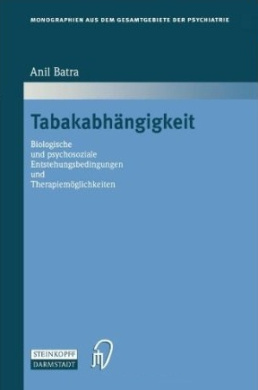 MONOGRAPHIEN AUS DEM GESAMTGEBIETE DER PSYCHIATRIE
Anil Batra
Tabakabhängigkeit
Biologische
und psychosoziale
Entstehungsbedingungen
und
Therapiemöglichkeiten
STEINKOPFF
DARMSTADT